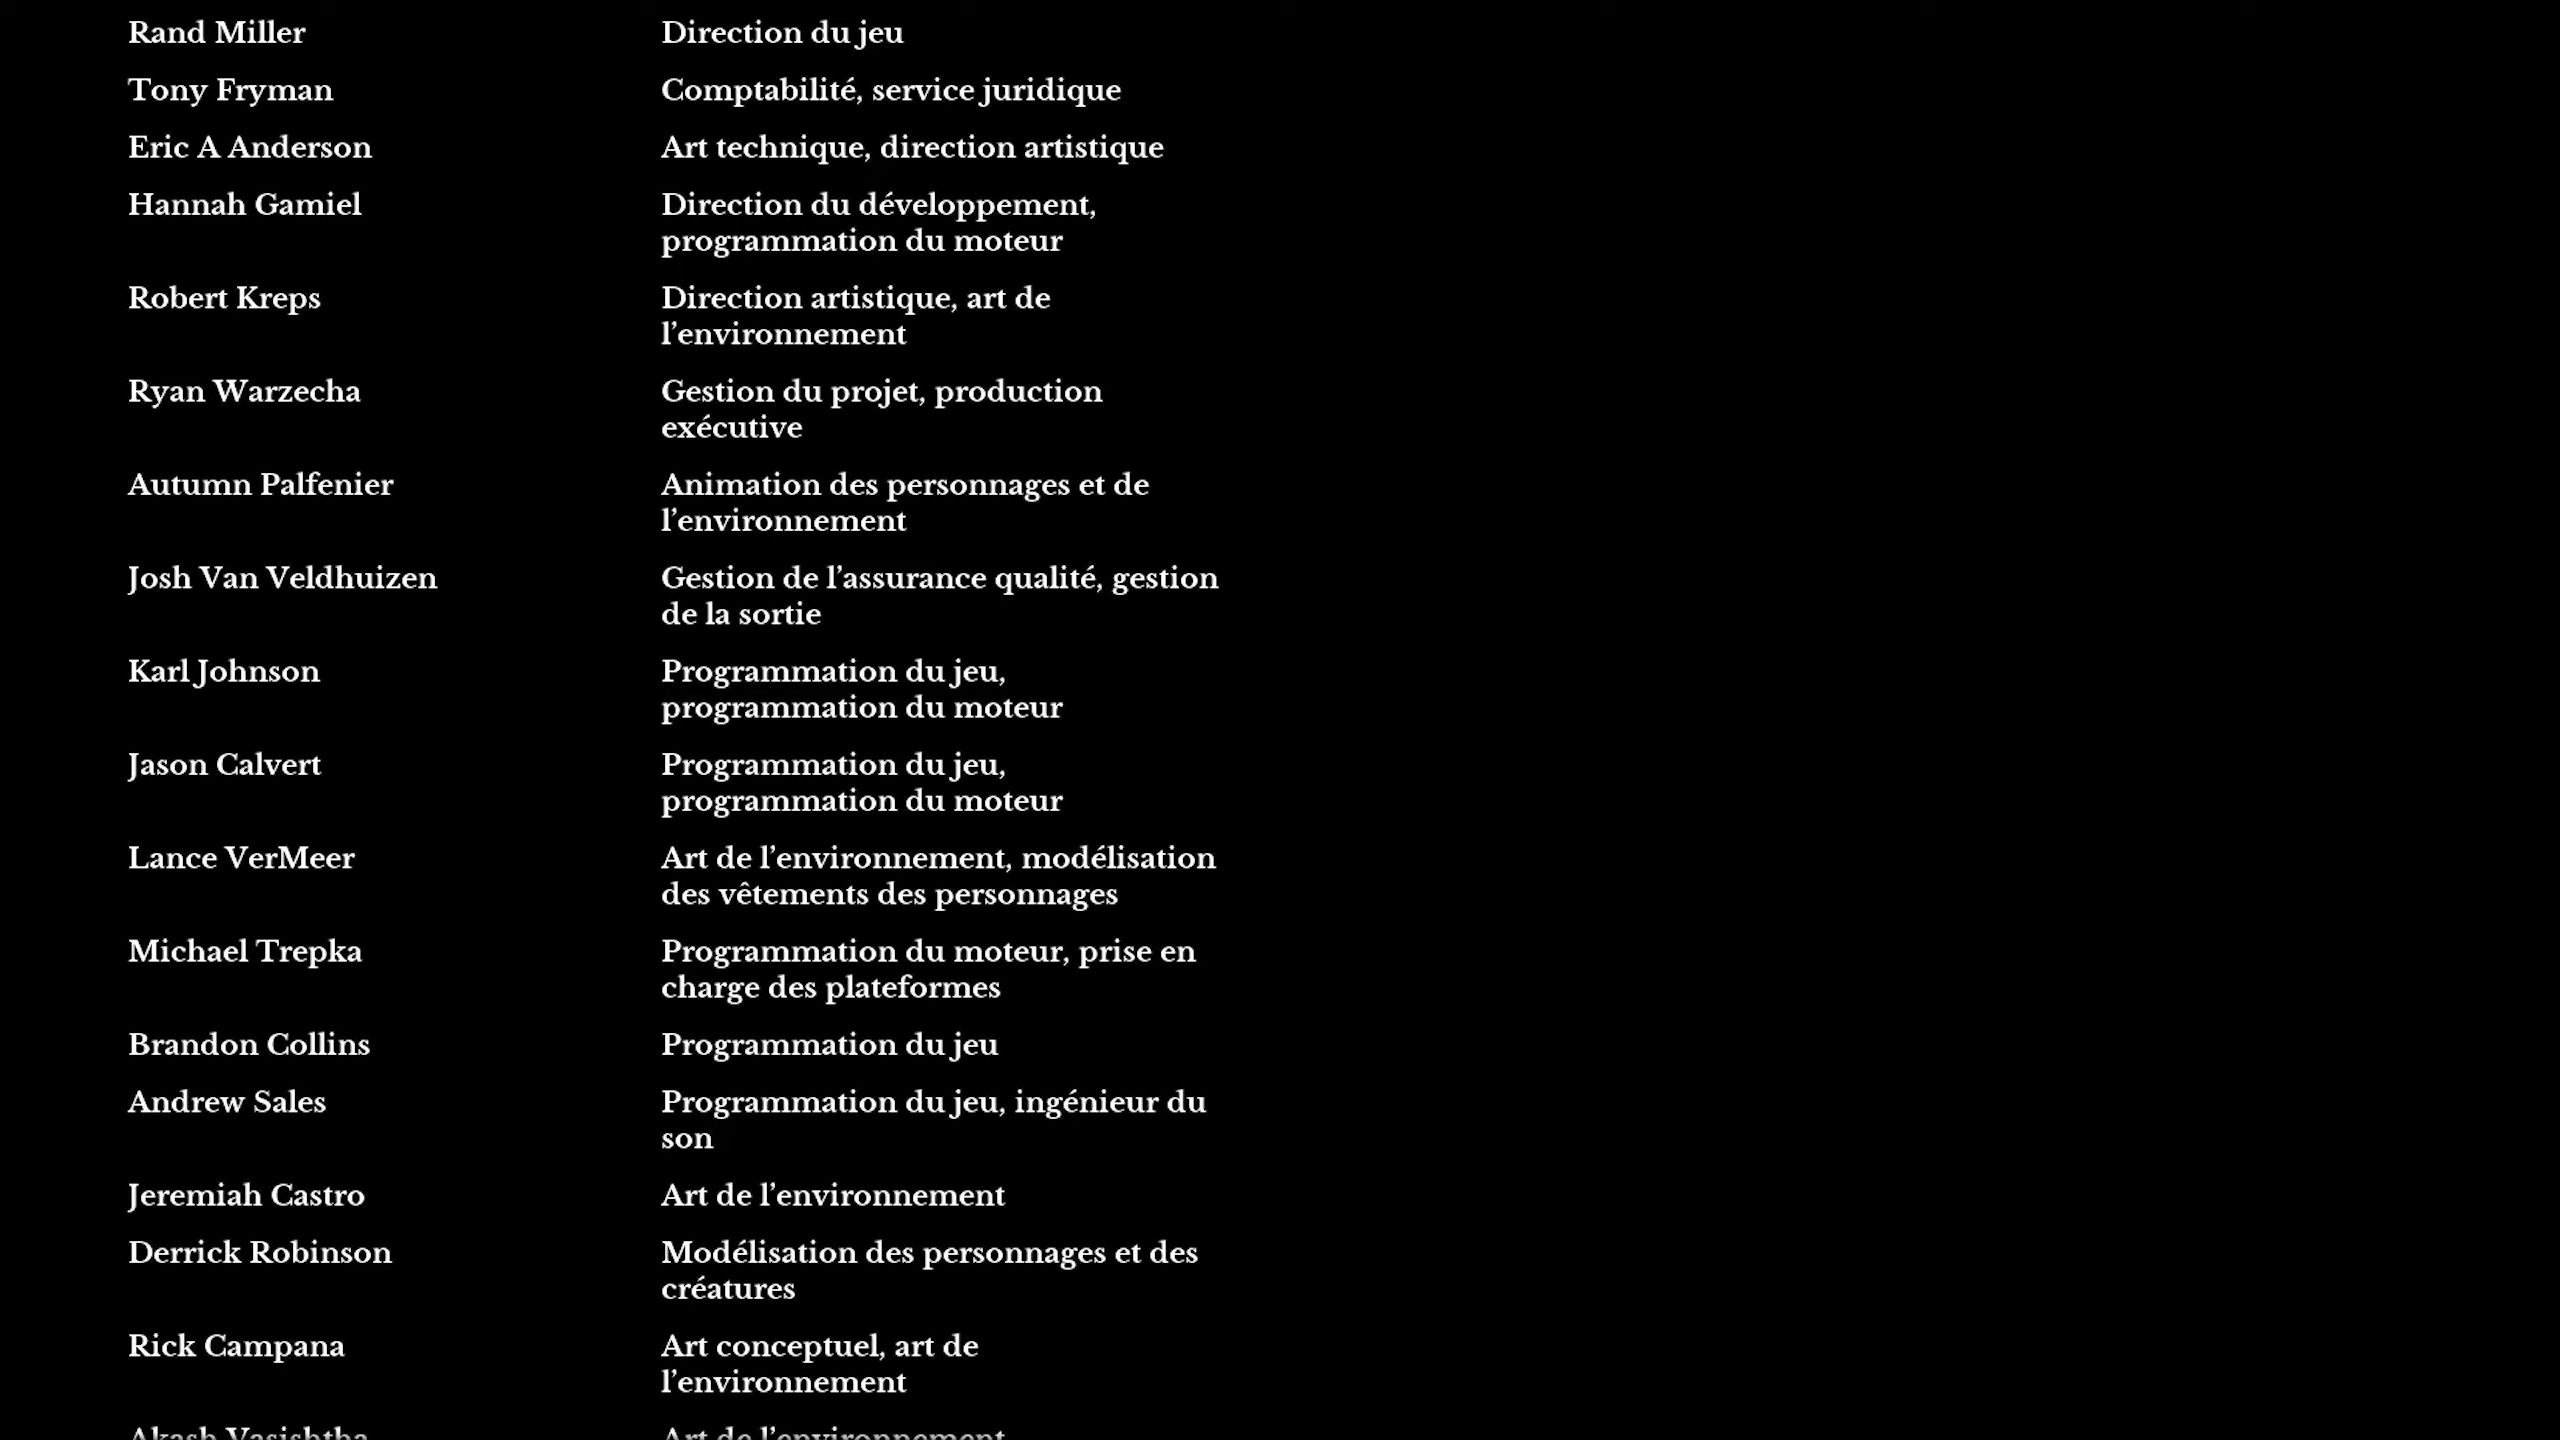 Rand Miller Direction du jeu
Tony Fryman Comptabilité, service juridique
Eric A Anderson Art technique, direction artistique
Hannah Gamiel Direction du développement,
programmation du moteur
Robert Kreps Direction artistique, art de
l’environnement
Ryan Warzecha Gestion du projet, production
exécutive
Autumn Palfenier Animation des personnages et de
l’environnement
Josh Van Veldhuizen Gestion de l’assurance qualité, gestion
de la sortie
Karl Johnson Programmation du jeu,
programmation du moteur
Jason Calvert Programmation du jeu,
programmation du moteur
Lance VerMeer Art de l’environnement, modélisation
des vêtements des personnages
Michael Trepka Programmation du moteur, prise en
charge des plateformes
Brandon Collins Programmation du jeu
Andrew Sales Programmation du jeu, ingénieur du
son
Jeremiah Castro Art de l’environnement
Derrick Robinson Modélisation des personnages et des
créatures
Rick Campana Art conceptuel, art de
l’environnement
Akash Vasishtha Art de l’environnement